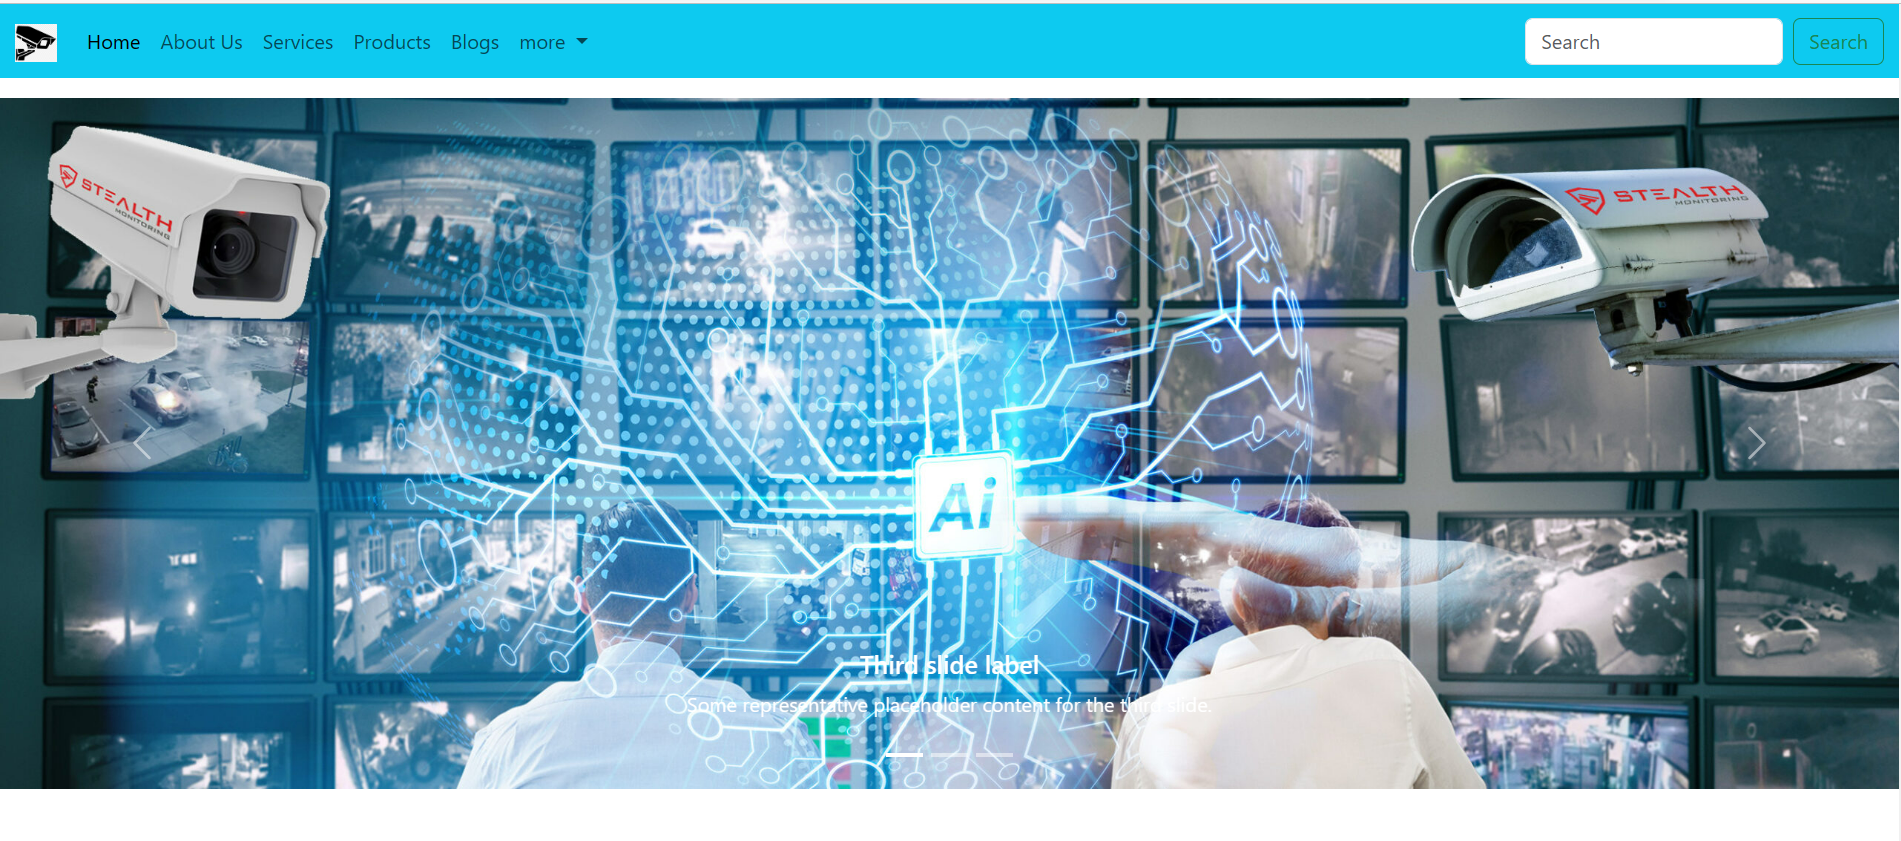 Home About Us Services Products Blogs more Search Search
STEALTH
MONITORING
STEALTH
MONITORING
Ai
Third slide label
Some representative placeholder content for the third slide.